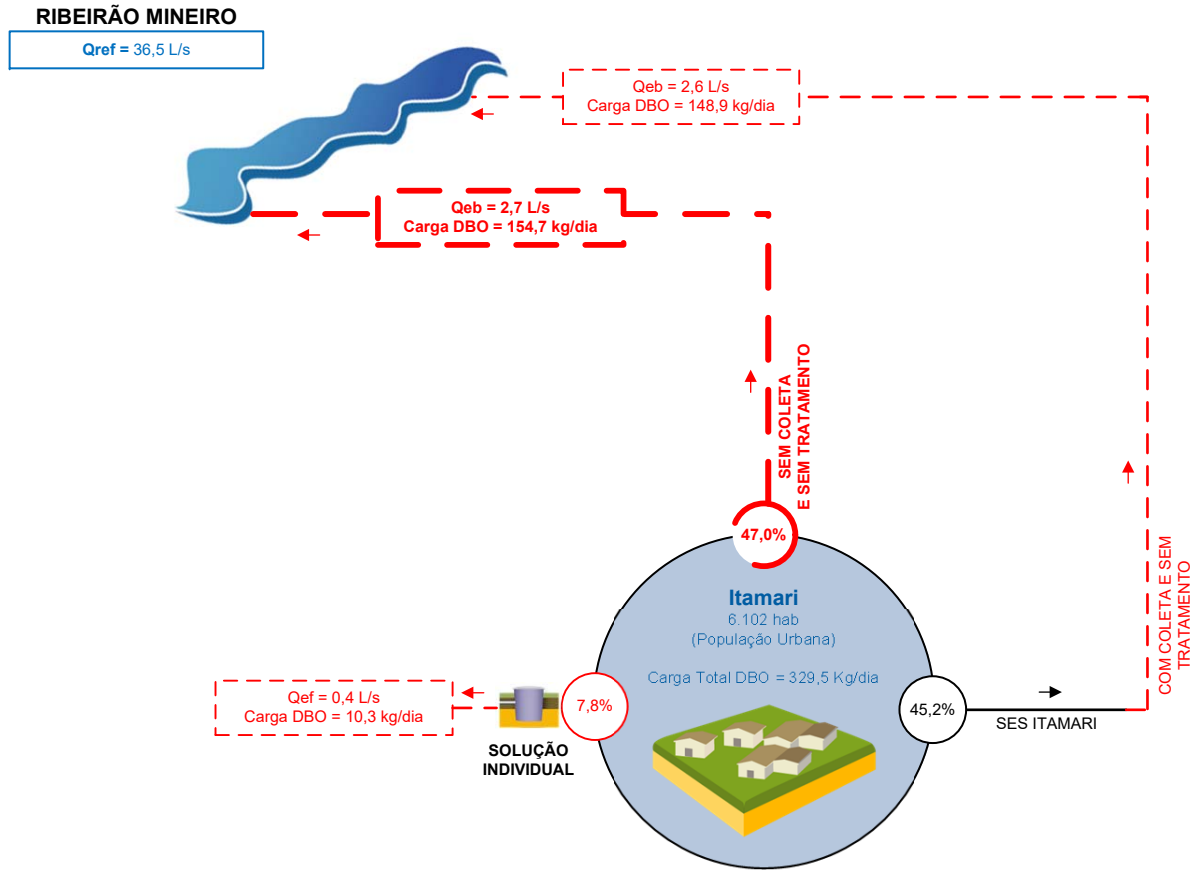 RIBEIRÃO MINEIRO
Qref = 36,5 L/s
Qeb = 2,6 L/s
Carga DBO = 148,9 kg/dia
Qeb = 2,7 L/s
Carga DBO = 154,7 kg/dia
SEM COLETA
E SEM TRATAMENTO
COM COLETA E SEM
TRATAMENTO
47,0%
Itamari
6.102 hab
(População Urbana)
Carga Total DBO = 329,5 Kg/dia
Qef = 0,4 L/s
Carga DBO = 10,3 kg/dia
7,8%
45,2%
SES ITAMARI
SOLUÇÃO
INDIVIDUAL